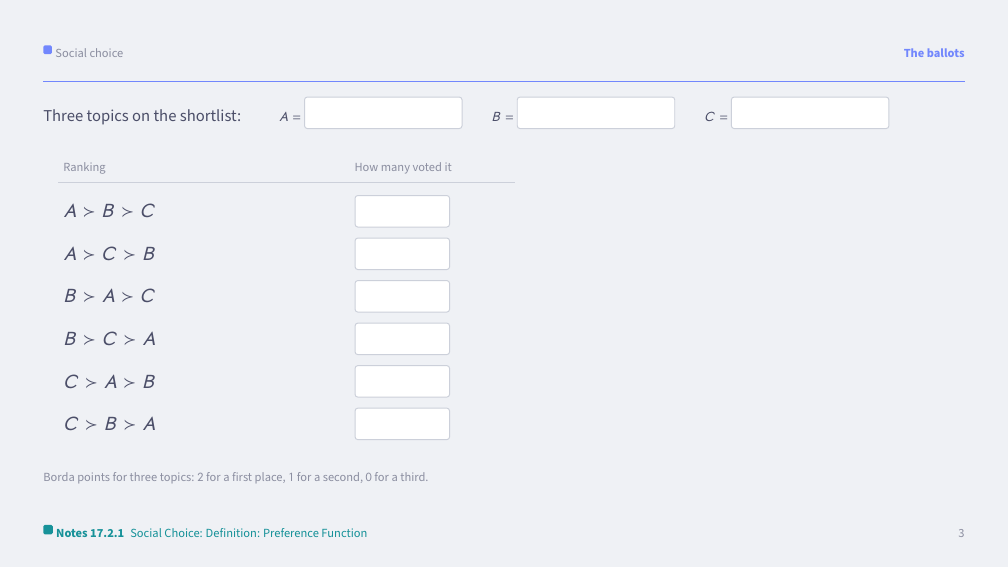 Social choice
The ballots
Three topics on the shortlist: A = B = C =
Ranking How many voted it
A ≻ B ≻ C
A ≻ C ≻ B
B ≻ A ≻ C
B ≻ C ≻ A
C ≻ A ≻ B
C ≻ B ≻ A
Borda points for three topics: 2 for a first place, 1 for a second, 0 for a third.
Notes 17.2.1 Social Choice: Definition: Preference Function
3